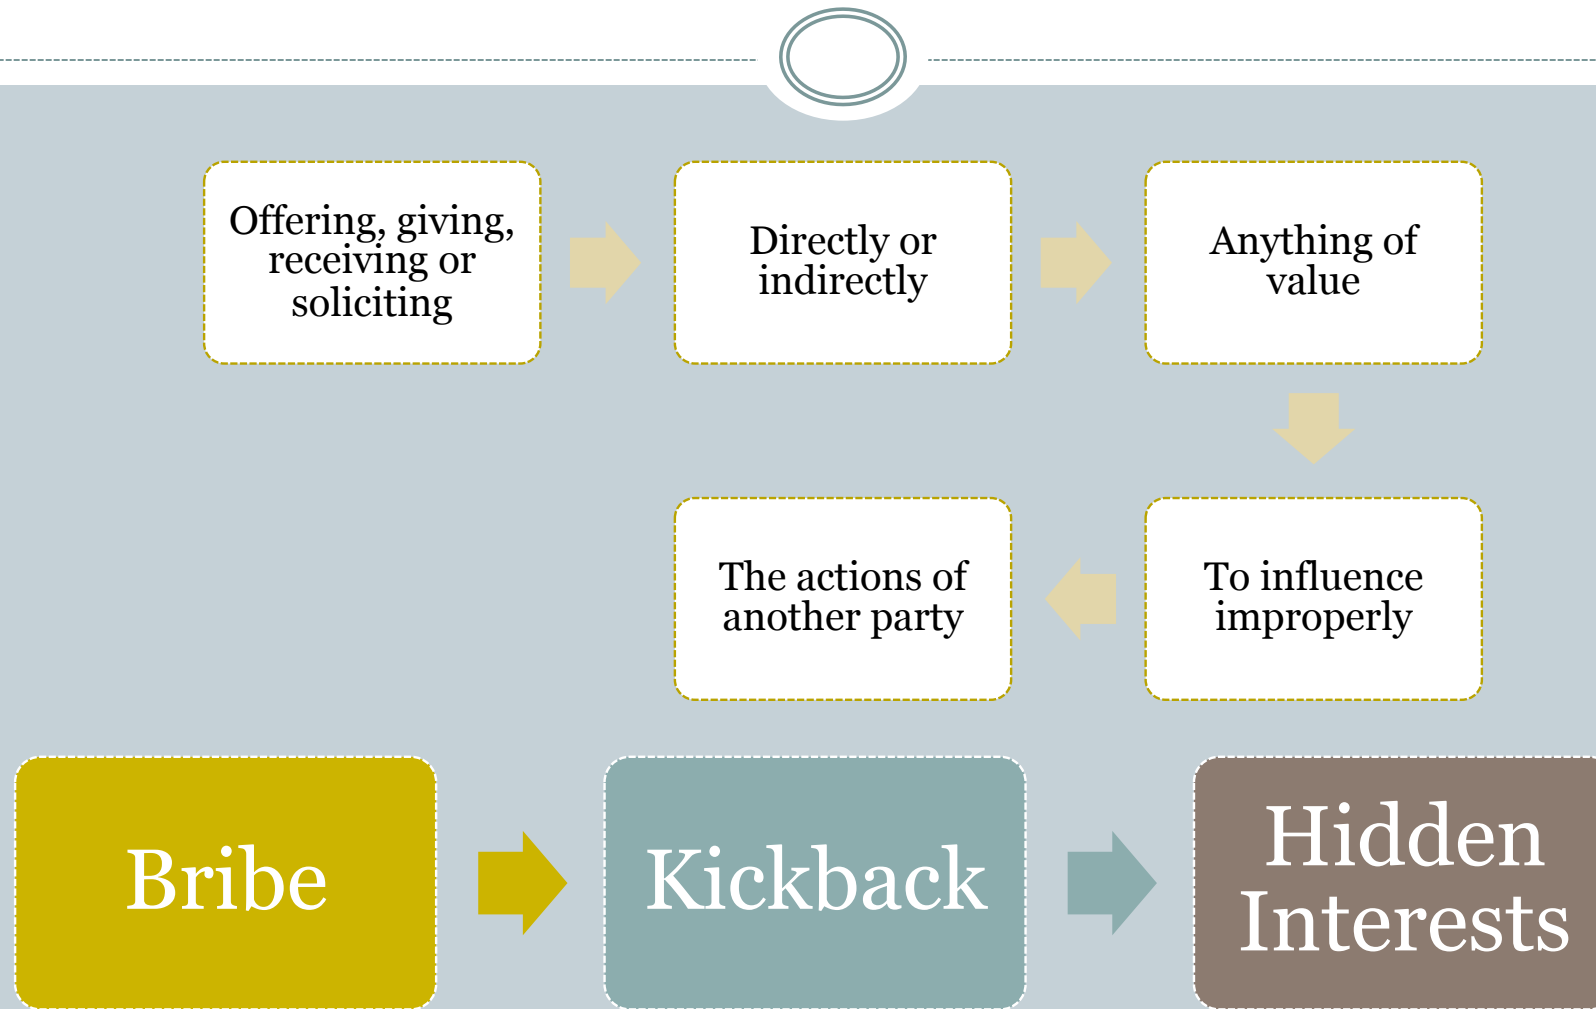 Offering, giving,
receiving or
soliciting
Directly or
indirectly
Anything of
value
To influence
improperly
The actions of
another party
Bribe
Kickback
Hidden
Interests